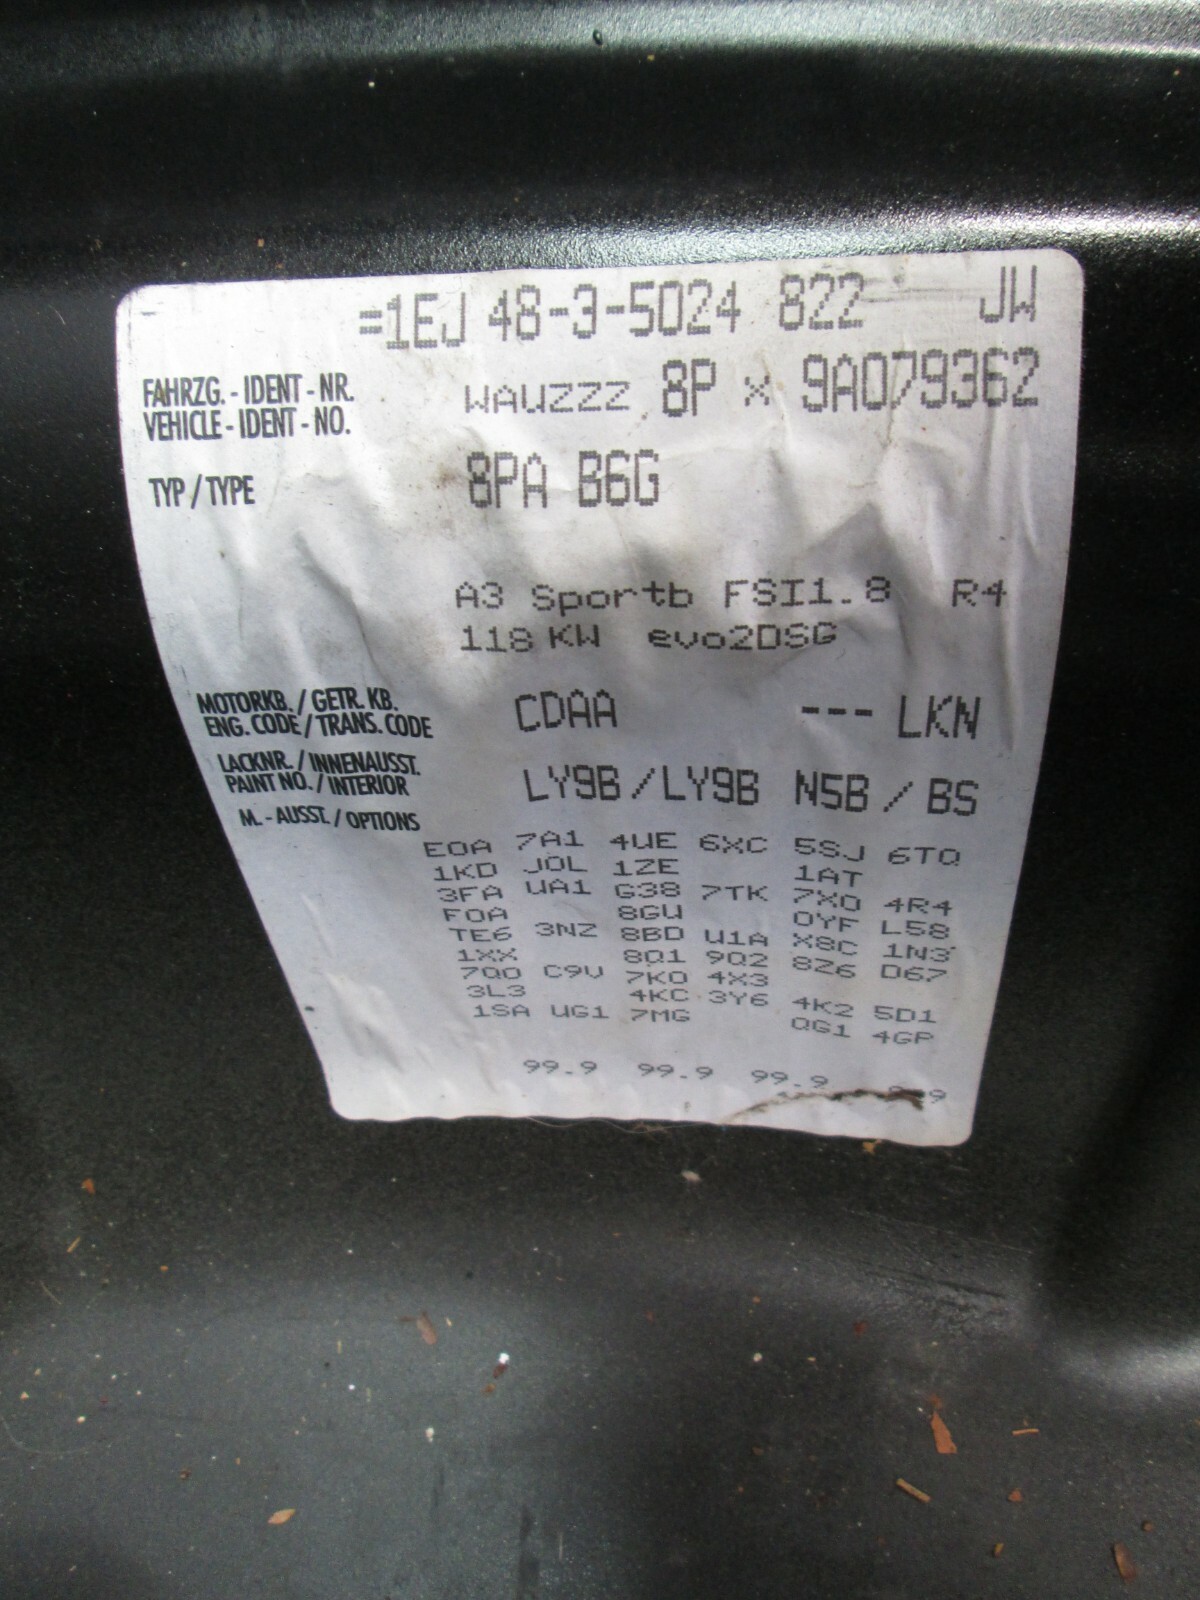 =1EJ 48-3-5024 822 JW
FAHRZG. - IDENT - NR.
VEHICLE - IDENT - NO.
WAUZZZ 8P x 9A079362
TYP / TYPE 8PA B6G
A3 Sportb FSI1.8 R4
118 KW evo2DSG
MOTORKB. / GETR. KB.
ENG. CODE / TRANS. CODE
CDAA --- LKN
LACKNR. / INNENAUSST.
PAINT NO. / INTERIOR
LY9B / LY9B N5B / BS
M. - AUSST. / OPTIONS
E0A 7A1 4UE 6XC 5SJ 6TQ
1KD J0L 1ZE 1AT
3FA UA1 G38 7TK 7X0 4R4
F0A 8GU 0YF L58
TE6 3NZ 8BD U1A X8C 1N3
1XX 8Q1 9Q2 8Z6 D67
7Q0 C9V 7K0 4X3
3L3 4KC 3Y6 4K2 5D1
1SA UG1 7MG QG1 4GP
99.9 99.9 99.9